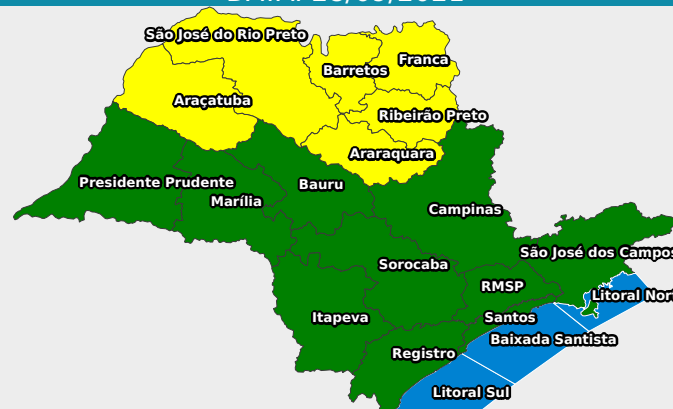 São José do Rio Preto
Franca
Barretos
Araçatuba
Ribeirão Preto
Araraquara
Presidente Prudente
Bauru
Marília
Campinas
São José dos Campos
Sorocaba
RMSP
Litoral Nort
Itapeva
Santos
Baixada Santista
Registro
Litoral Sul